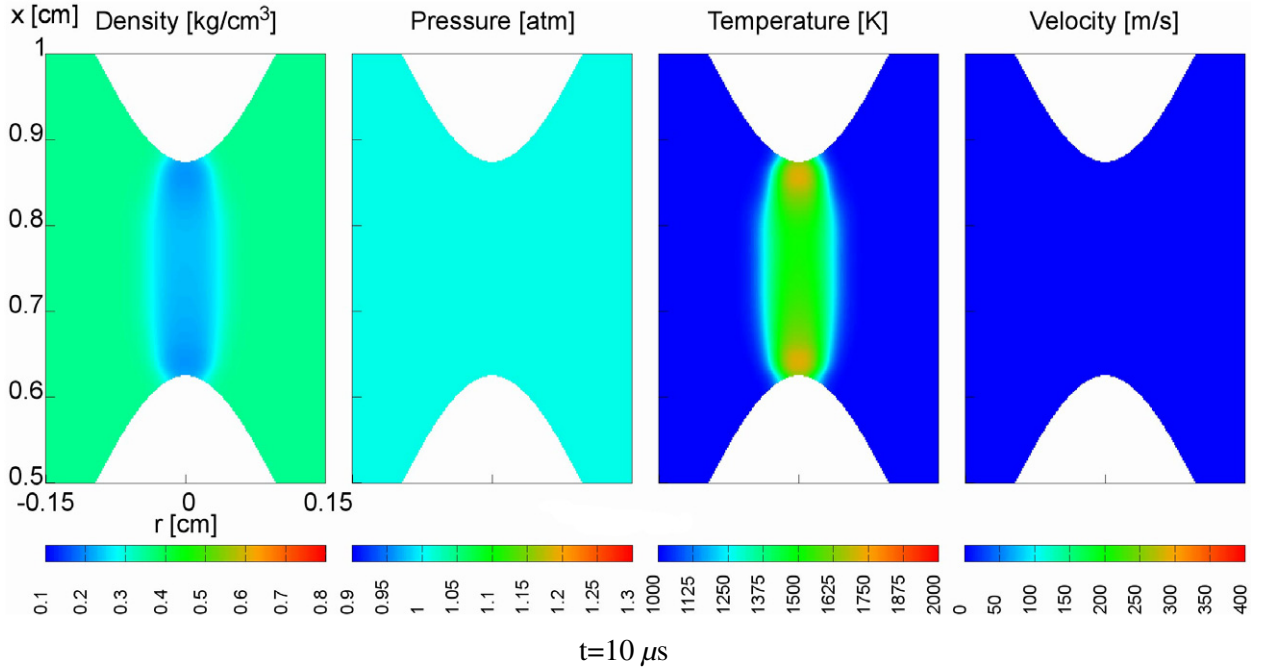 x [cm] Density [kg/cm³] Pressure [atm] Temperature [K] Velocity [m/s]
1
0.9
0.8
0.7
0.6
0.5
-0.15 0 0.15
r [cm]
0.1 0.2 0.3 0.4 0.5 0.6 0.7 0.8 0.9 0.95 1 1.05 1.1 1.15 1.2 1.25 1.3 1000 1125 1250 1375 1500 1625 1750 1875 2000 0 50 100 150 200 250 300 350 400
t=10 μs